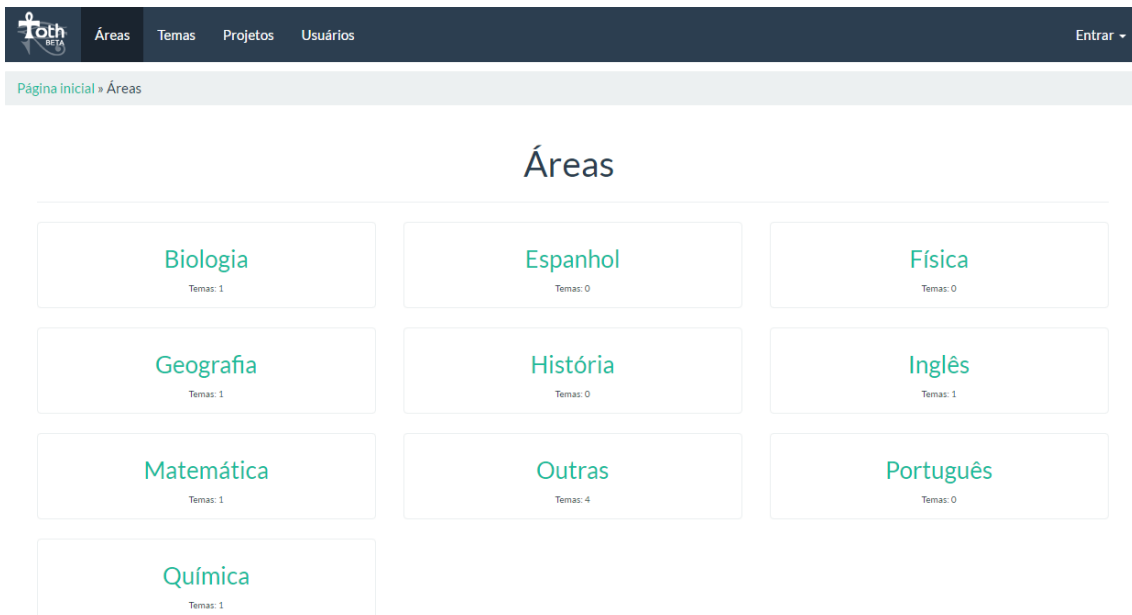 Toth BETA Áreas Temas Projetos Usuários Entrar
Página inicial » Áreas
Áreas
Biologia
Temas: 1
Espanhol
Temas: 0
Física
Temas: 0
Geografia
Temas: 1
História
Temas: 0
Inglês
Temas: 1
Matemática
Temas: 1
Outras
Temas: 4
Português
Temas: 0
Química
Temas: 1